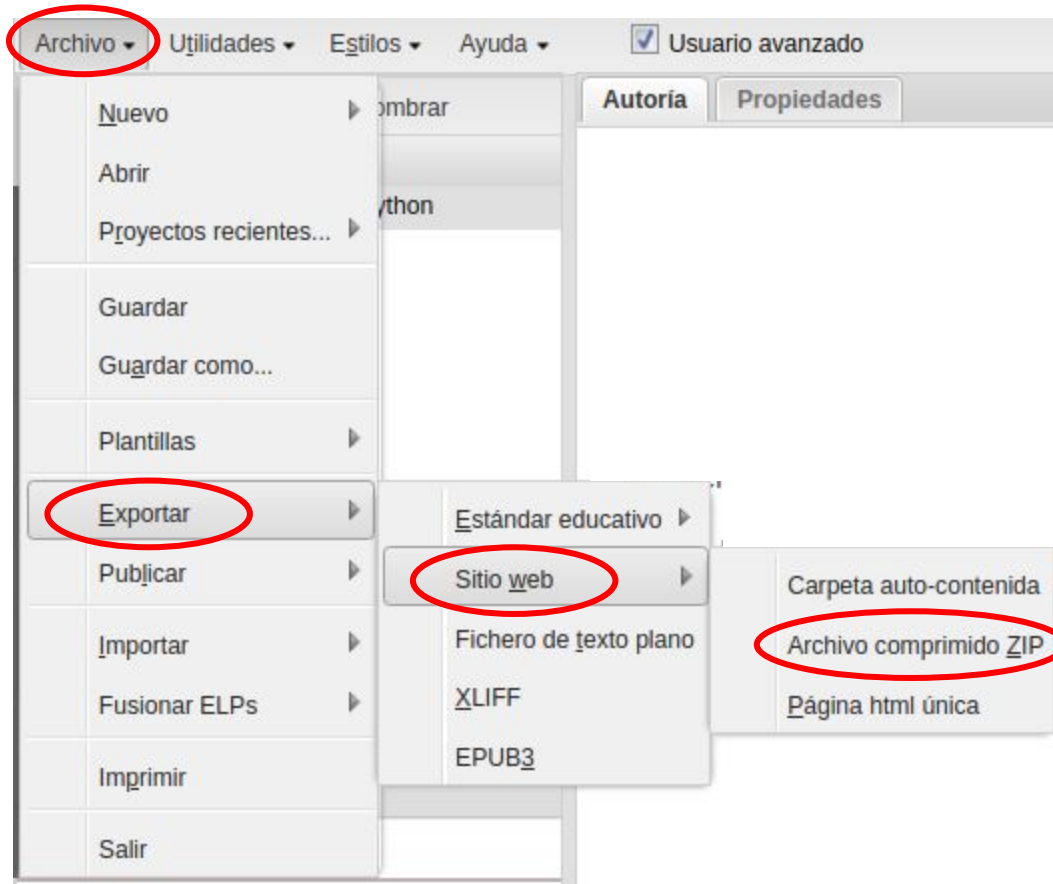 Archivo Utilidades Estilos Ayuda Usuario avanzado
Autoría Propiedades
Nuevo
Abrir
Proyectos recientes...
Guardar
Guardar como...
Plantillas
Exportar
Publicar
Importar
Fusionar ELPs
Imprimir
Salir
Estándar educativo
Sitio web
Fichero de texto plano
XLIFF
EPUB3
Carpeta auto-contenida
Archivo comprimido ZIP
Página html única